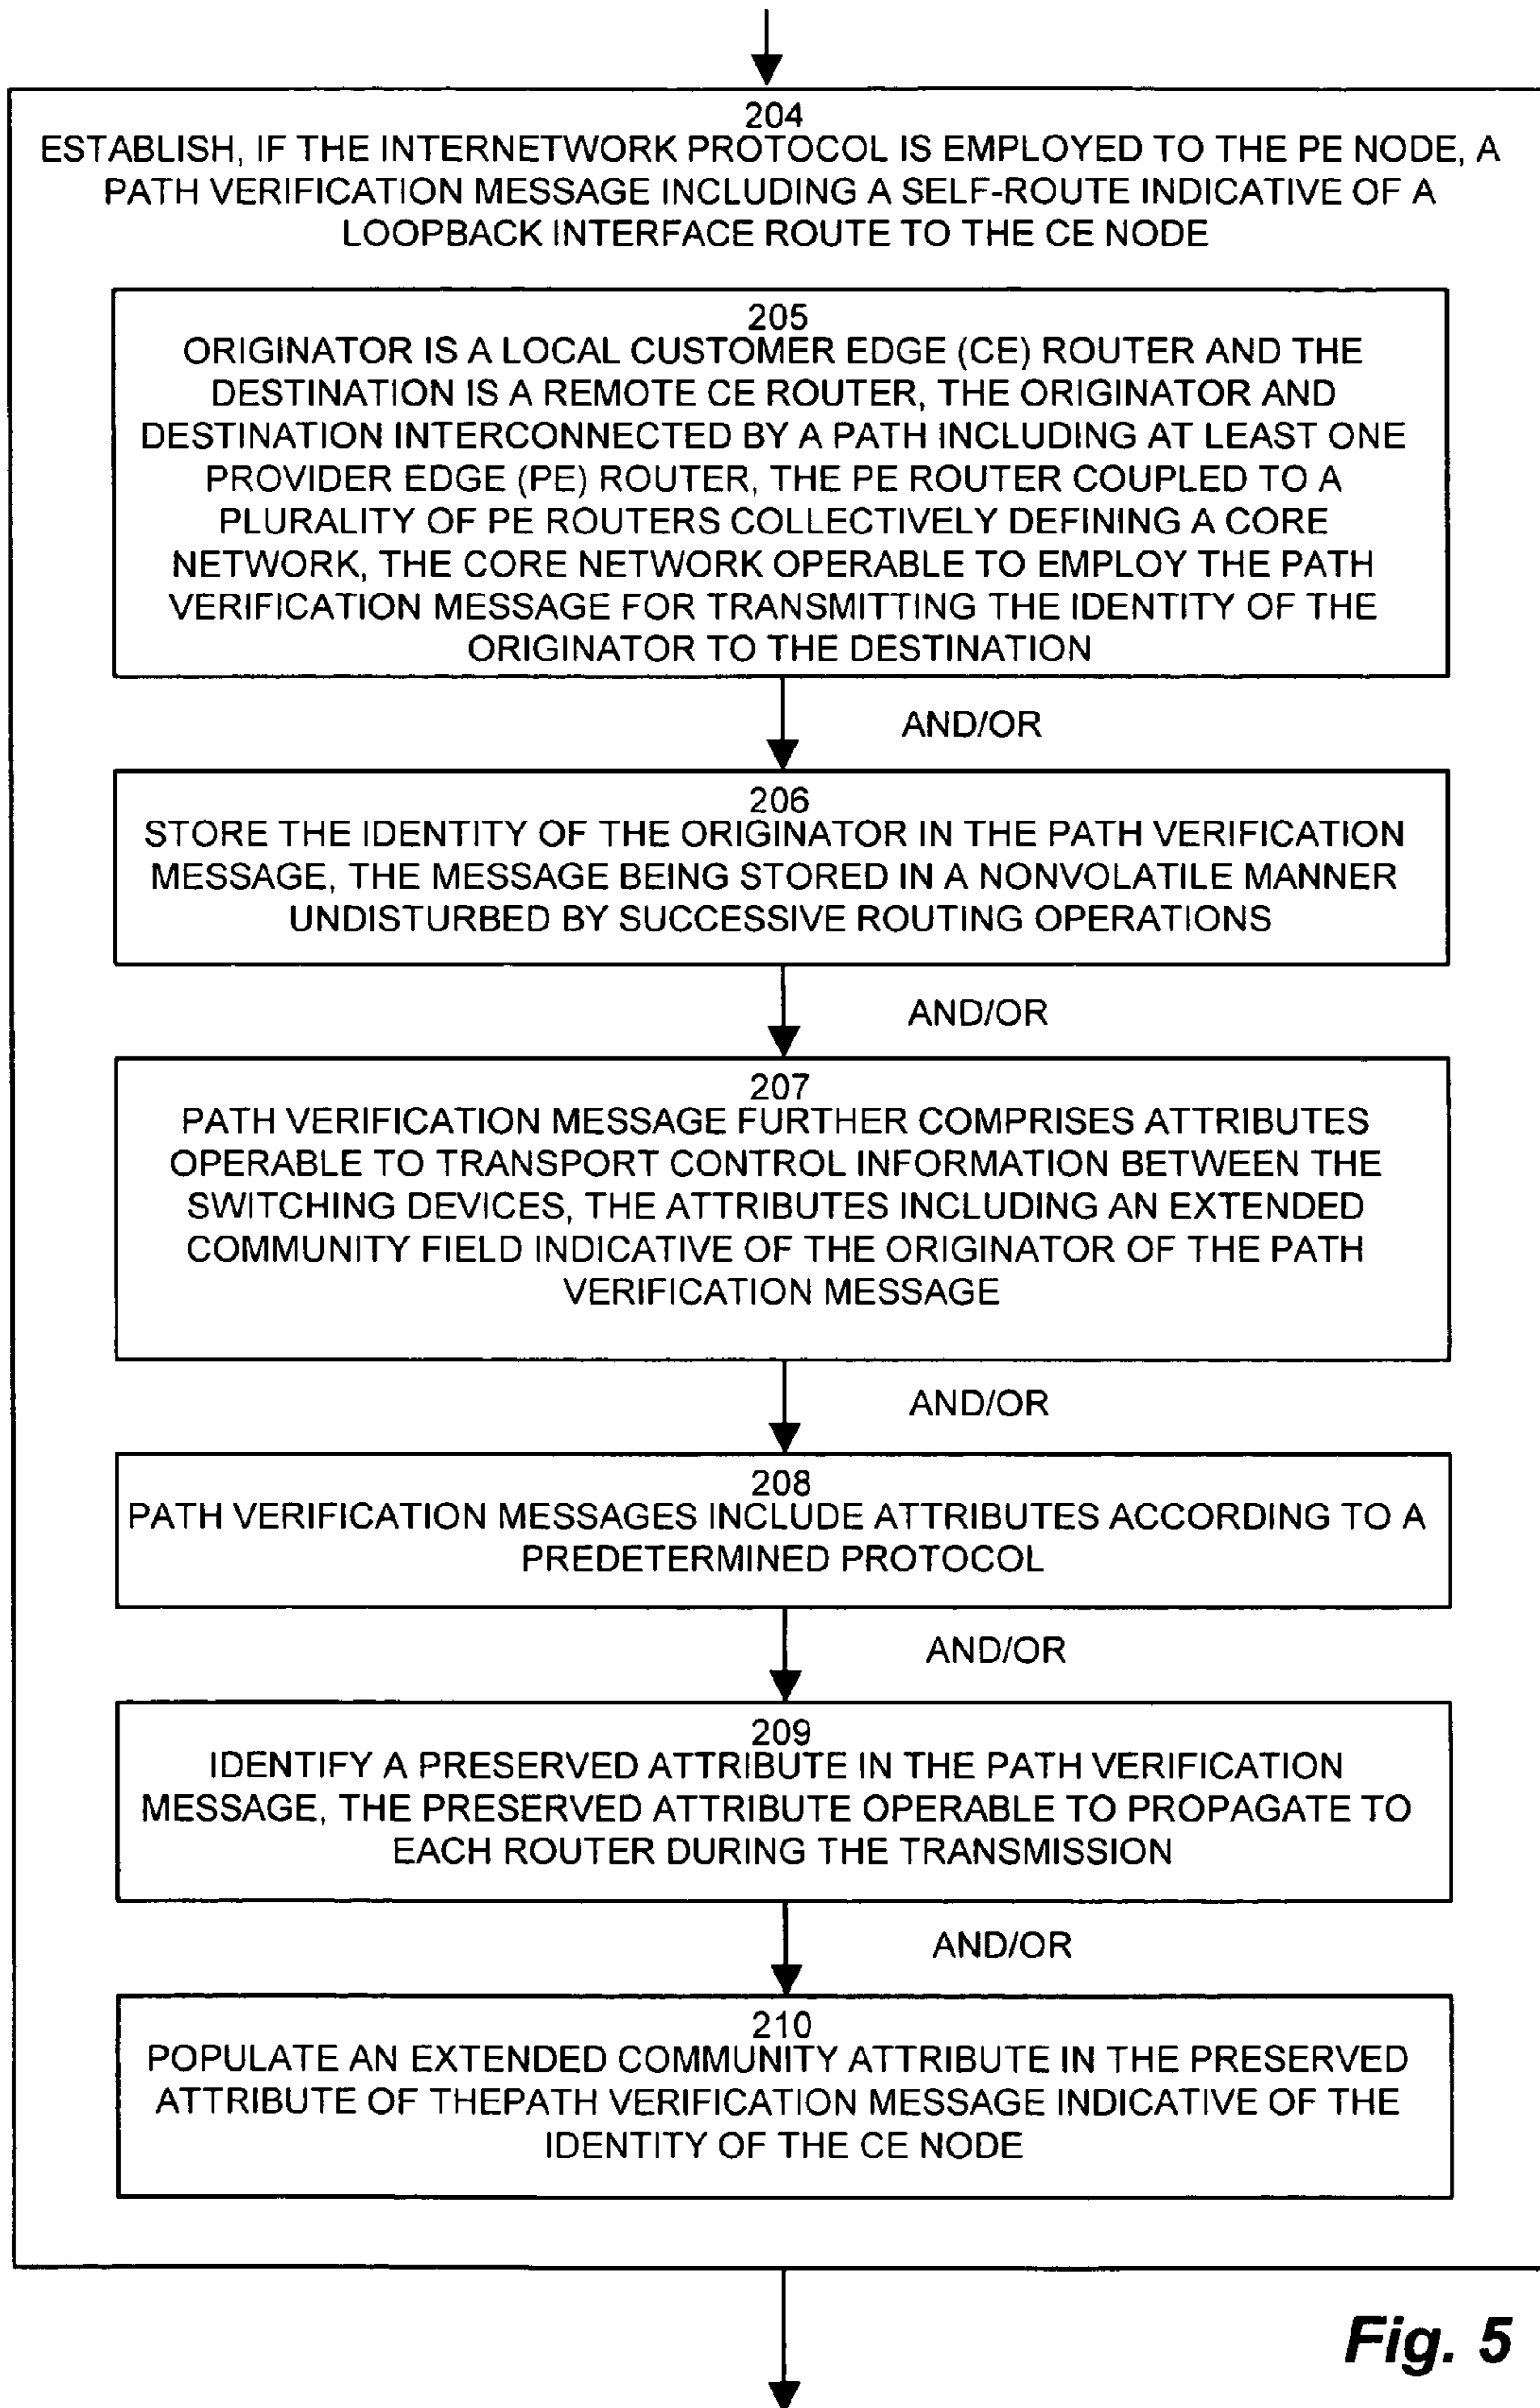 204
ESTABLISH, IF THE INTERNETWORK PROTOCOL IS EMPLOYED TO THE PE NODE, A
PATH VERIFICATION MESSAGE INCLUDING A SELF-ROUTE INDICATIVE OF A
LOOPBACK INTERFACE ROUTE TO THE CE NODE
205
ORIGINATOR IS A LOCAL CUSTOMER EDGE (CE) ROUTER AND THE
DESTINATION IS A REMOTE CE ROUTER, THE ORIGINATOR AND
DESTINATION INTERCONNECTED BY A PATH INCLUDING AT LEAST ONE
PROVIDER EDGE (PE) ROUTER, THE PE ROUTER COUPLED TO A
PLURALITY OF PE ROUTERS COLLECTIVELY DEFINING A CORE
NETWORK, THE CORE NETWORK OPERABLE TO EMPLOY THE PATH
VERIFICATION MESSAGE FOR TRANSMITTING THE IDENTITY OF THE
ORIGINATOR TO THE DESTINATION
AND/OR
206
STORE THE IDENTITY OF THE ORIGINATOR IN THE PATH VERIFICATION
MESSAGE, THE MESSAGE BEING STORED IN A NONVOLATILE MANNER
UNDISTURBED BY SUCCESSIVE ROUTING OPERATIONS
AND/OR
207
PATH VERIFICATION MESSAGE FURTHER COMPRISES ATTRIBUTES
OPERABLE TO TRANSPORT CONTROL INFORMATION BETWEEN THE
SWITCHING DEVICES, THE ATTRIBUTES INCLUDING AN EXTENDED
COMMUNITY FIELD INDICATIVE OF THE ORIGINATOR OF THE PATH
VERIFICATION MESSAGE
AND/OR
208
PATH VERIFICATION MESSAGES INCLUDE ATTRIBUTES ACCORDING TO A
PREDETERMINED PROTOCOL
AND/OR
209
IDENTIFY A PRESERVED ATTRIBUTE IN THE PATH VERIFICATION
MESSAGE, THE PRESERVED ATTRIBUTE OPERABLE TO PROPAGATE TO
EACH ROUTER DURING THE TRANSMISSION
AND/OR
210
POPULATE AN EXTENDED COMMUNITY ATTRIBUTE IN THE PRESERVED
ATTRIBUTE OF THEPATH VERIFICATION MESSAGE INDICATIVE OF THE
IDENTITY OF THE CE NODE
Fig. 5